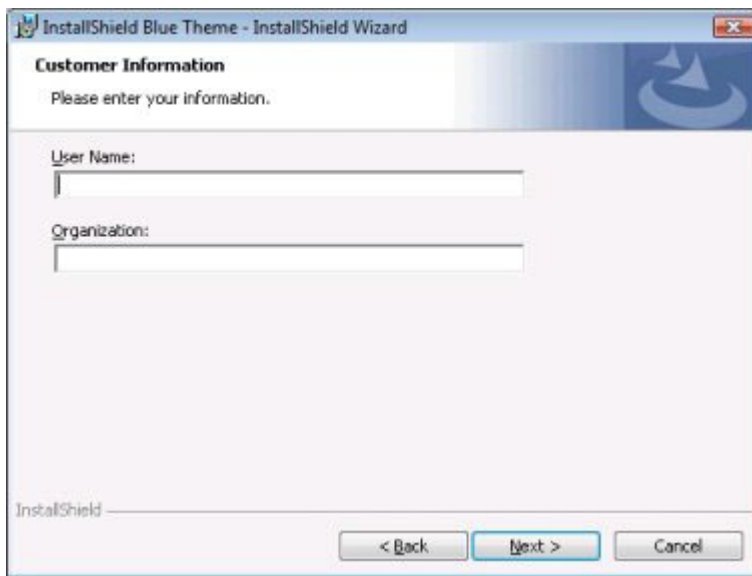 InstallShield Blue Theme - InstallShield Wizard
Customer Information
Please enter your information.
User Name:
Organization:
InstallShield
< Back Next > Cancel